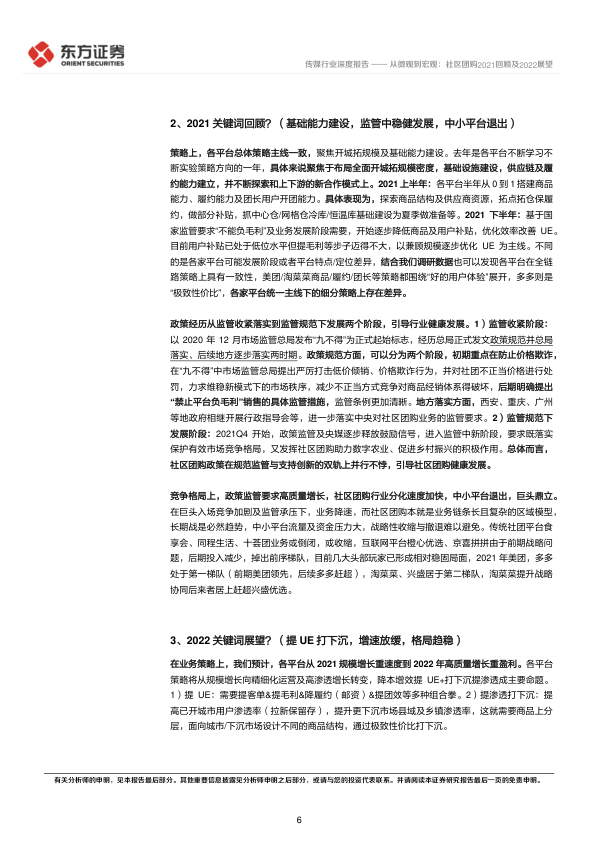 东方证券
ORIENT SECURITIES
传媒行业深度报告 —— 从微观到宏观：社区团购2021回顾及2022展望
2、2021 关键词回顾？（基础能力建设，监管中稳健发展，中小平台退出）
策略上，各平台总体策略主线一致，聚焦开城拓规模及基础能力建设。去年是各平台不断学习不
断实验策略方向的一年，具体来说聚焦于布局全面开城拓规模密度，基础设施建设，供应链及履
约能力建立，并不断探索和上下游的新合作模式上。2021 上半年：各平台半年从 0 到 1 搭建商品
能力、履约能力及团长用户开团能力。具体表现为，探索商品结构及供应商资源，拓点拓仓保履
约，做部分补贴，抓中心仓/网格仓冷库/恒温库基础建设为夏季做准备等。2021 下半年：基于国
家监管要求“不能负毛利”及业务发展阶段需要，开始逐步降低商品及用户补贴，优化效率改善 UE。
目前用户补贴已处于低位水平但提毛利等步子迈得不大，以兼顾规模逐步优化 UE 为主线。不同
的是各家平台可能发展阶段或者平台特点/定位差异，结合我们调研数据也可以发现各平台在全链
路策略上具有一致性，美团/淘菜菜商品/履约/团长等策略都围绕“好的用户体验”展开，多多则是
“极致性价比”，各家平台统一主线下的细分策略上存在差异。
政策经历从监管收紧落实到监管规范下发展两个阶段，引导行业健康发展。1）监管收紧阶段：
以 2020 年 12 月市场监管总局发布“九不得”为正式起始标志，经历总局正式发文政策规范并总局
落实、后续地方逐步落实两时期。政策规范方面，可以分为两个阶段，初期重点在防止价格欺诈，
在“九不得”中市场监管总局提出严厉打击低价倾销、价格欺诈行为，并对社团不正当价格进行处
罚，力求维稳新模式下的市场秩序，减少不正当方式竞争对商品经销体系得破坏，后期明确提出
“禁止平台负毛利”销售的具体监管措施，监管条例更加清晰。地方落实方面，西安、重庆、广州
等地政府相继开展行政指导会等，进一步落实中央对社区团购业务的监管要求。2）监管规范下
发展阶段：2021Q4 开始，政策监管及央媒逐步释放鼓励信号，进入监管中新阶段，要求既落实
保护有效市场竞争格局，又发挥社区团购助力数字农业、促进乡村振兴的积极作用。总体而言，
社区团购政策在规范监管与支持创新的双轨上并行不悖，引导社区团购健康发展。
竞争格局上，政策监管要求高质量增长，社区团购行业分化速度加快，中小平台退出，巨头鼎立。
在巨头入场竞争加剧及监管承压下，业务降速，而社区团购本就是业务链条长且复杂的区域模型，
长期战是必然趋势，中小平台流量及资金压力大，战略性收缩与撤退难以避免。传统社团平台食
享会、同程生活、十荟团业务或倒闭，或收缩，互联网平台橙心优选、京喜拼拼由于前期战略问
题，后期投入减少，掉出前序梯队，目前几大头部玩家已形成相对稳固局面，2021 年美团，多多
处于第一梯队（前期美团领先，后续多多赶超），淘菜菜、兴盛居于第二梯队，淘菜菜提升战略
协同后来者居上赶超兴盛优选。
3、2022 关键词展望？（提 UE 打下沉，增速放缓，格局趋稳）
在业务策略上，我们预计，各平台从 2021 规模增长重速度到 2022 年高质量增长重盈利。各平台
策略将从规模增长向精细化运营及高渗透增长转变，降本增效提 UE+打下沉提渗透成主要命题。
1）提 UE：需要提客单&提毛利&降履约（邮资）&提团效等多种组合拳。2）提渗透打下沉：提
高已开城市用户渗透率（拉新保留存），提升更下沉市场县域及乡镇渗透率，这就需要商品上分
层，面向城市/下沉市场设计不同的商品结构，通过极致性价比打下沉。
有关分析师的申明，见本报告最后部分。其他重要信息披露见分析师申明之后部分，或请与您的投资代表联系。并请阅读本证券研究报告最后一页的免责申明。
6